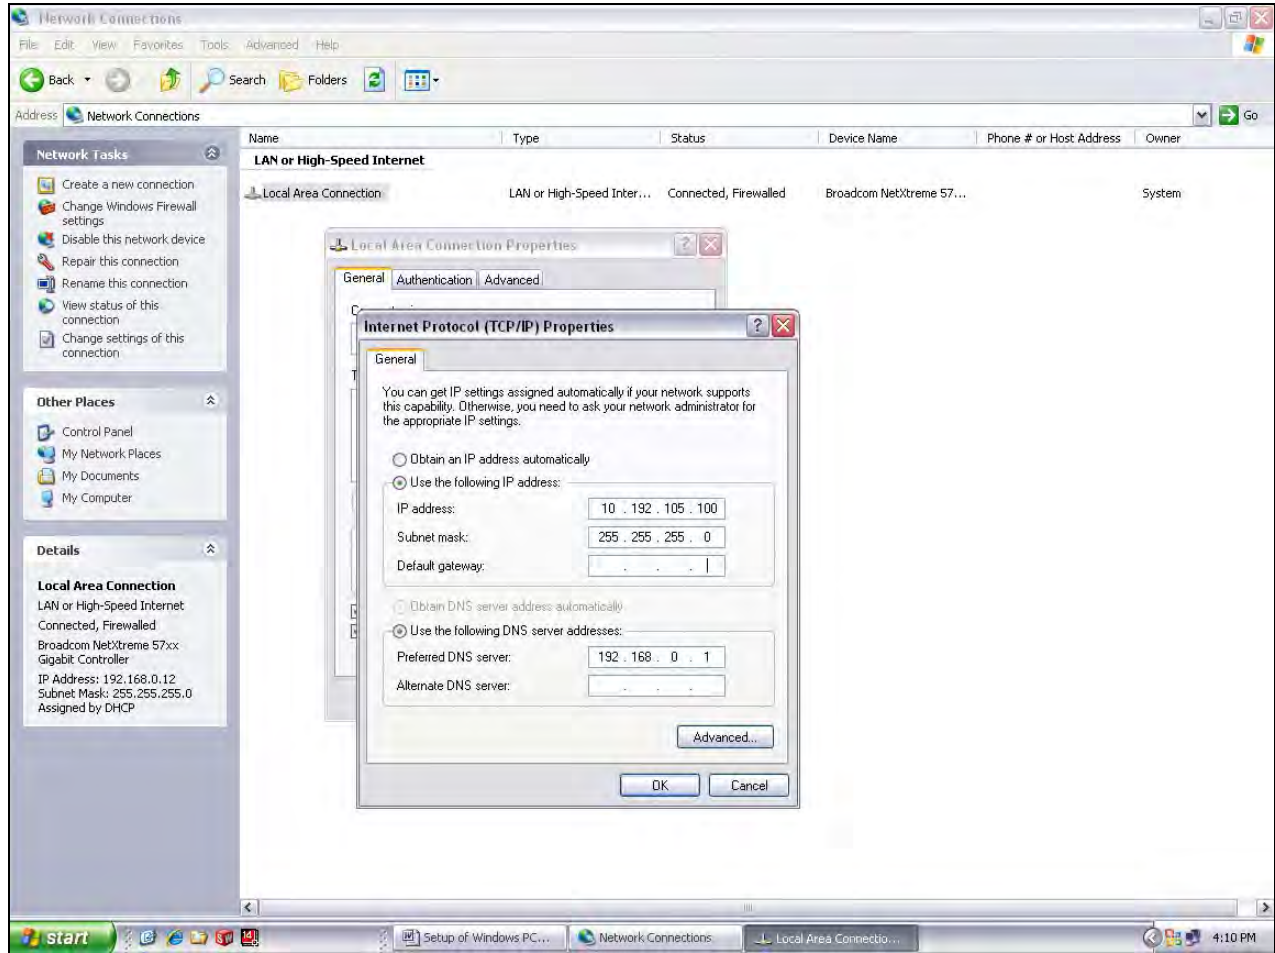 Network Connections
File Edit View Favorites Tools Advanced Help
Back Search Folders
Address Network Connections Go
Name Type Status Device Name Phone # or Host Address Owner
LAN or High-Speed Internet
Local Area Connection LAN or High-Speed Inter... Connected, Firewalled Broadcom NetXtreme 57... System
Network Tasks
Create a new connection
Change Windows Firewall
settings
Disable this network device
Repair this connection
Rename this connection
View status of this
connection
Change settings of this
connection
Other Places
Control Panel
My Network Places
My Documents
My Computer
Details
Local Area Connection
LAN or High-Speed Internet
Connected, Firewalled
Broadcom NetXtreme 57xx
Gigabit Controller
IP Address: 192.168.0.12
Subnet Mask: 255.255.255.0
Assigned by DHCP
Local Area Connection Properties
General Authentication Advanced
Internet Protocol (TCP/IP) Properties
General
You can get IP settings assigned automatically if your network supports
this capability. Otherwise, you need to ask your network administrator for
the appropriate IP settings.
Obtain an IP address automatically
Use the following IP address:
IP address: 10 . 192 . 105 . 100
Subnet mask: 255 . 255 . 255 . 0
Default gateway: . . .
Obtain DNS server address automatically
Use the following DNS server addresses:
Preferred DNS server: 192 . 168 . 0 . 1
Alternate DNS server: . . .
Advanced...
OK Cancel
start Setup of Windows PC... Network Connections Local Area Connectio... 4:10 PM